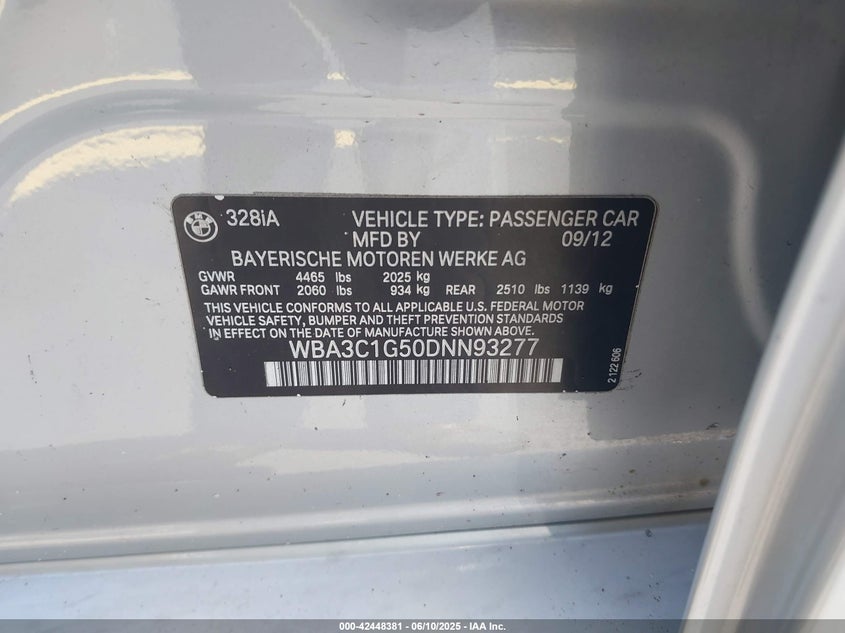 328iA VEHICLE TYPE: PASSENGER CAR
MFD BY 09/12
BAYERISCHE MOTOREN WERKE AG
GVWR 4465 lbs 2025 kg
GAWR FRONT 2060 lbs 934 kg REAR 2510 lbs 1139 kg
THIS VEHICLE CONFORMS TO ALL APPLICABLE U.S. FEDERAL MOTOR
VEHICLE SAFETY, BUMPER AND THEFT PREVENTION STANDARDS
IN EFFECT ON THE DATE OF MANUFACTURE SHOWN ABOVE.
WBA3C1G50DNN93277
2 122 606
000-42448381 - 06/10/2025 - IAA Inc.